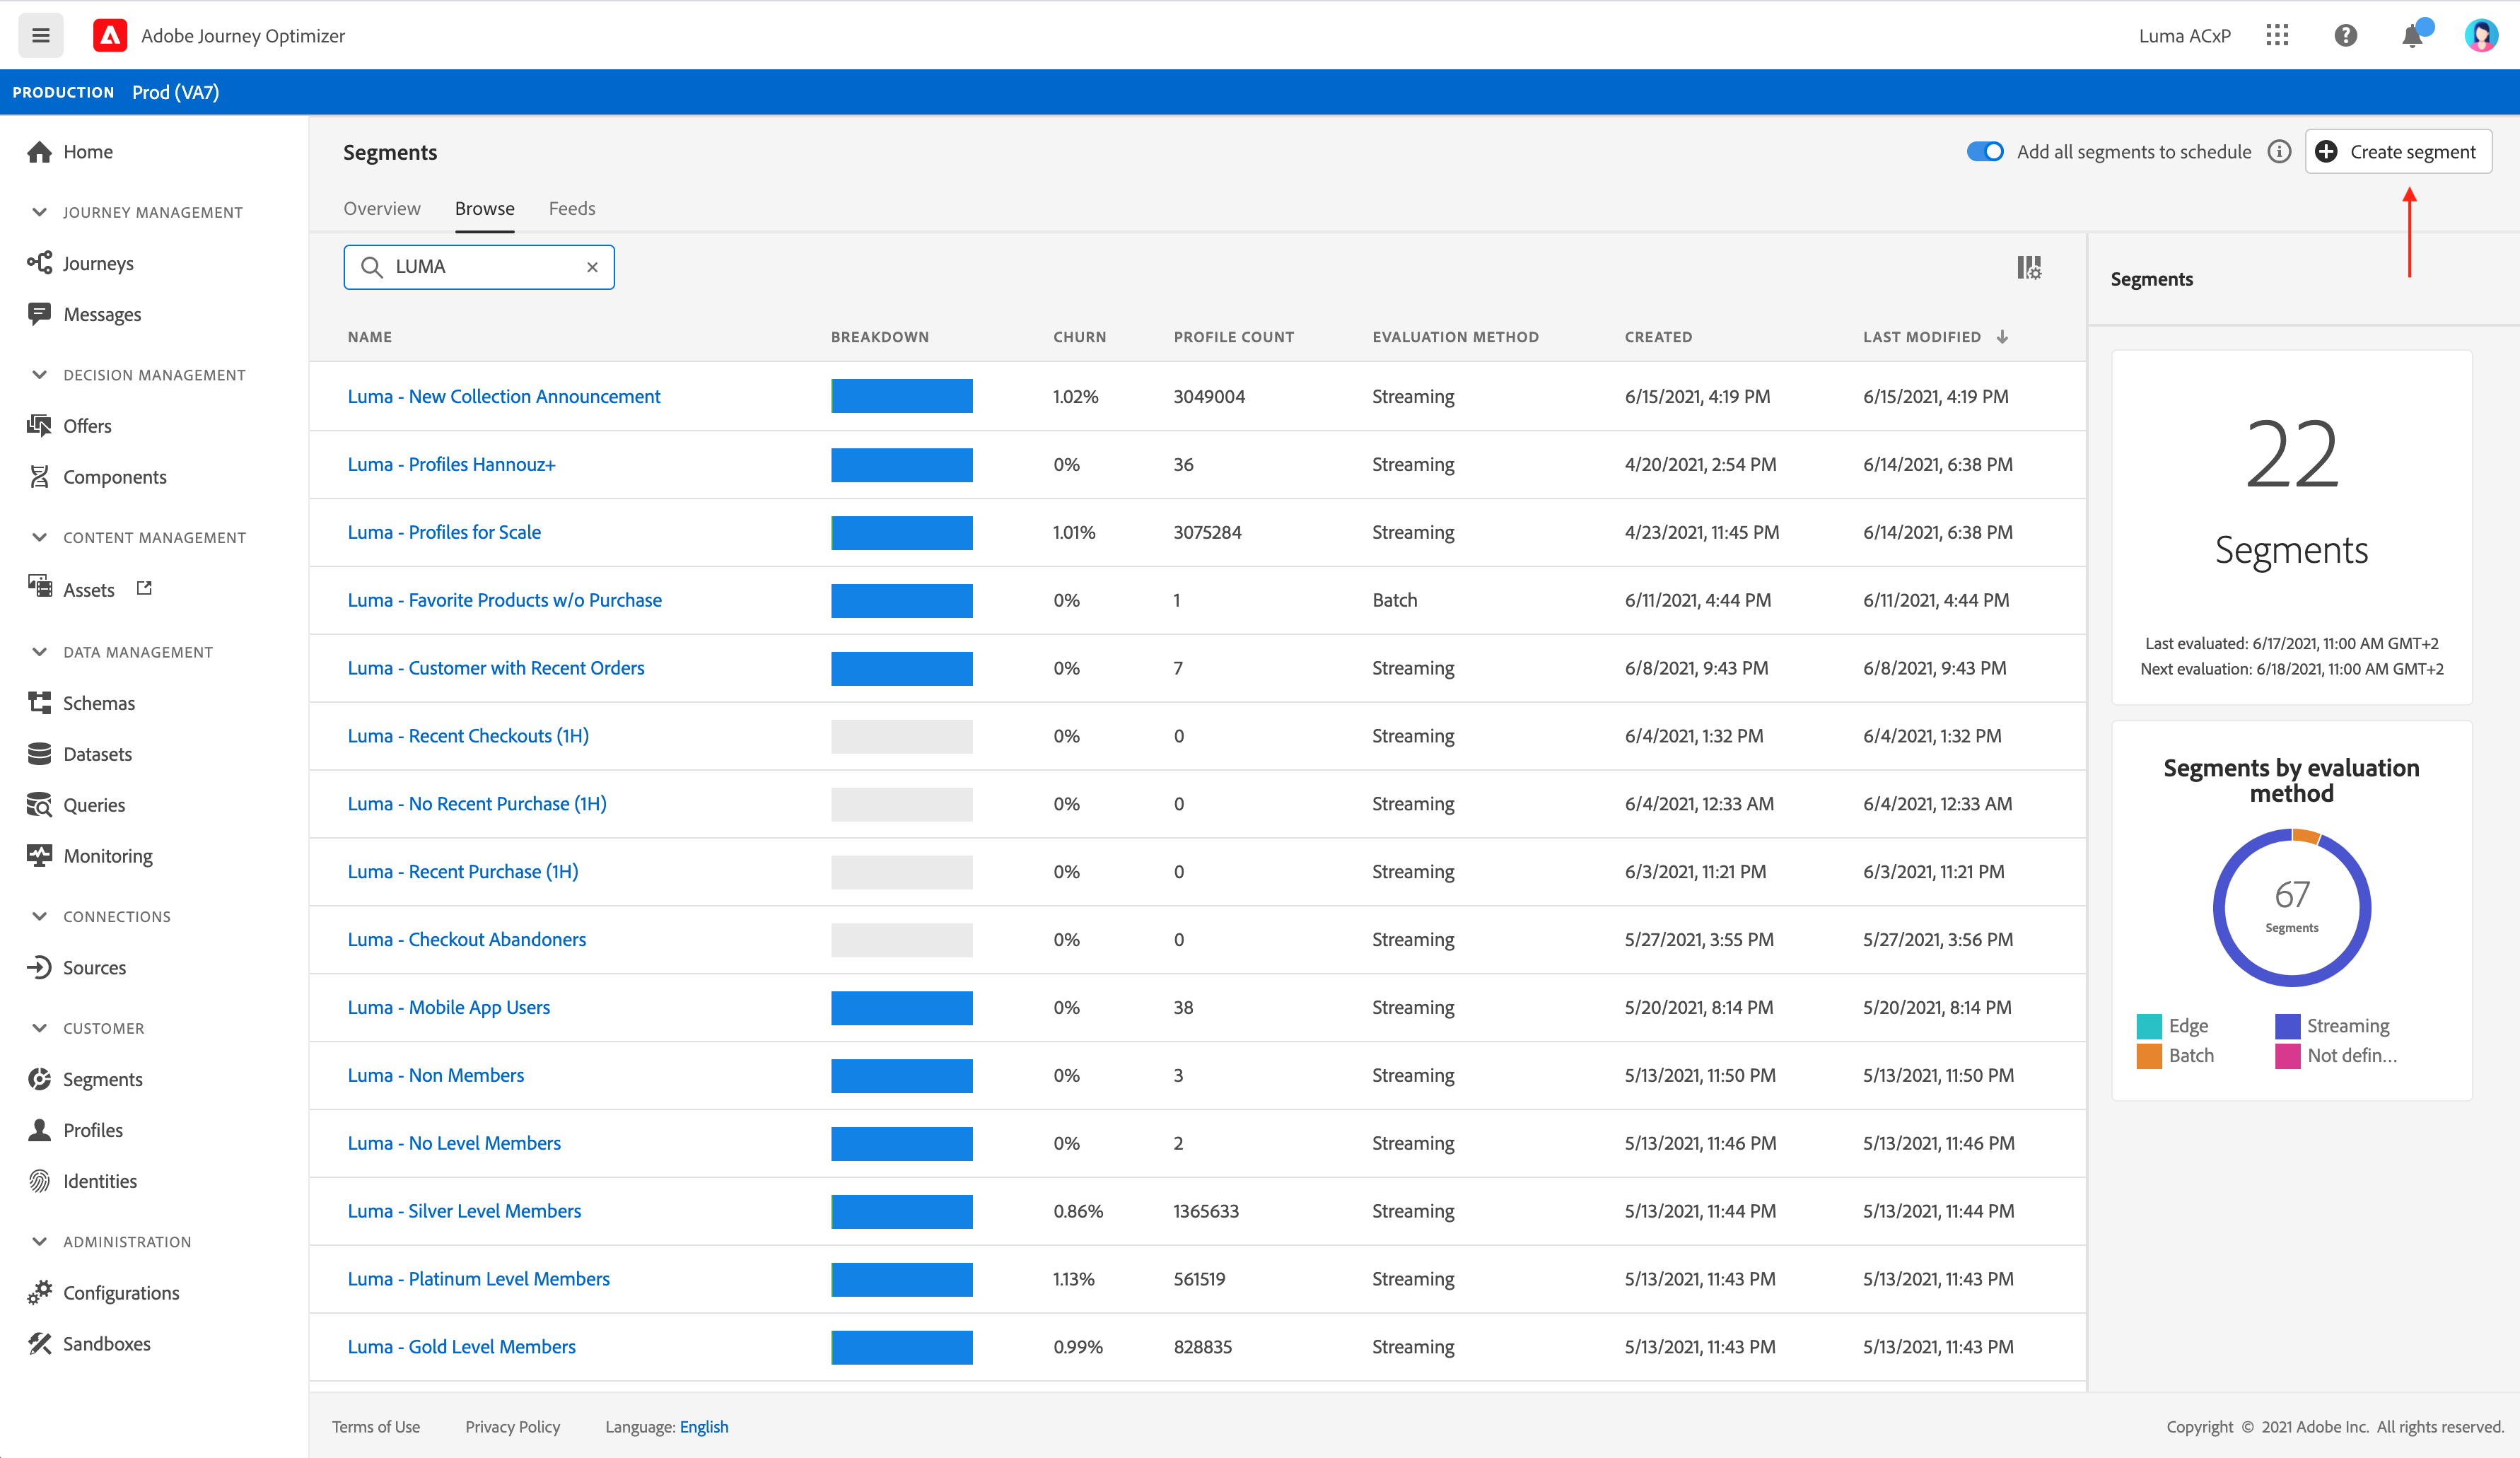 Adobe Journey Optimizer
Luma ACxP
PRODUCTION Prod (VA7)
Home
JOURNEY MANAGEMENT
Journeys
Messages
DECISION MANAGEMENT
Offers
Components
CONTENT MANAGEMENT
Assets
DATA MANAGEMENT
Schemas
Datasets
Queries
Monitoring
CONNECTIONS
Sources
CUSTOMER
Segments
Profiles
Identities
ADMINISTRATION
Configurations
Sandboxes
Segments
Add all segments to schedule
Create segment
Overview Browse Feeds
LUMA
NAME BREAKDOWN CHURN PROFILE COUNT EVALUATION METHOD CREATED LAST MODIFIED
Luma - New Collection Announcement 1.02% 3049004 Streaming 6/15/2021, 4:19 PM 6/15/2021, 4:19 PM
Luma - Profiles Hannouz+ 0% 36 Streaming 4/20/2021, 2:54 PM 6/14/2021, 6:38 PM
Luma - Profiles for Scale 1.01% 3075284 Streaming 4/23/2021, 11:45 PM 6/14/2021, 6:38 PM
Luma - Favorite Products w/o Purchase 0% 1 Batch 6/11/2021, 4:44 PM 6/11/2021, 4:44 PM
Luma - Customer with Recent Orders 0% 7 Streaming 6/8/2021, 9:43 PM 6/8/2021, 9:43 PM
Luma - Recent Checkouts (1H) 0% 0 Streaming 6/4/2021, 1:32 PM 6/4/2021, 1:32 PM
Luma - No Recent Purchase (1H) 0% 0 Streaming 6/4/2021, 12:33 AM 6/4/2021, 12:33 AM
Luma - Recent Purchase (1H) 0% 0 Streaming 6/3/2021, 11:21 PM 6/3/2021, 11:21 PM
Luma - Checkout Abandoners 0% 0 Streaming 5/27/2021, 3:55 PM 5/27/2021, 3:56 PM
Luma - Mobile App Users 0% 38 Streaming 5/20/2021, 8:14 PM 5/20/2021, 8:14 PM
Luma - Non Members 0% 3 Streaming 5/13/2021, 11:50 PM 5/13/2021, 11:50 PM
Luma - No Level Members 0% 2 Streaming 5/13/2021, 11:46 PM 5/13/2021, 11:46 PM
Luma - Silver Level Members 0.86% 1365633 Streaming 5/13/2021, 11:44 PM 5/13/2021, 11:44 PM
Luma - Platinum Level Members 1.13% 561519 Streaming 5/13/2021, 11:43 PM 5/13/2021, 11:43 PM
Luma - Gold Level Members 0.99% 828835 Streaming 5/13/2021, 11:43 PM 5/13/2021, 11:43 PM
Segments
22
Segments
Last evaluated: 6/17/2021, 11:00 AM GMT+2
Next evaluation: 6/18/2021, 11:00 AM GMT+2
Segments by evaluation
method
67
Segments
Edge Streaming
Batch Not defin...
Terms of Use Privacy Policy Language: English
Copyright © 2021 Adobe Inc. All rights reserved.